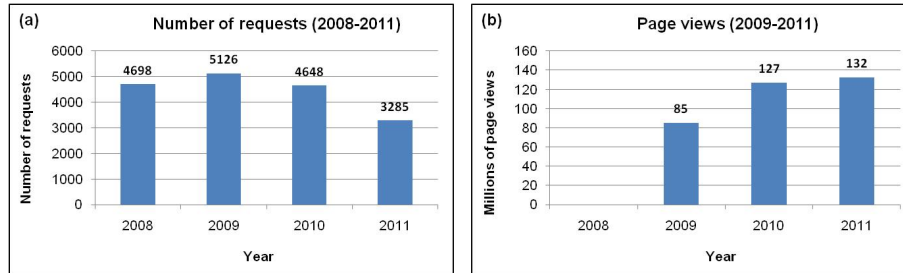 (a) Number of requests (2008-2011)
Number of requests
6000
5000
4000
3000
2000
1000
0
4698
5126
4648
3285
2008 2009 2010 2011
Year
(b) Page views (2009-2011)
Millions of page views
160
140
120
100
80
60
40
20
0
85
127
132
2008 2009 2010 2011
Year